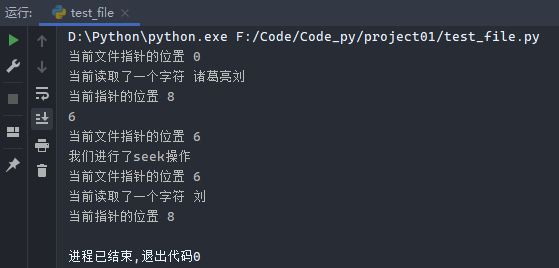 运行: test_file ×
D:\Python\python.exe F:/Code/Code_py/project01/test_file.py
当前文件指针的位置 0
当前读取了一个字符 诸葛亮刘
当前指针的位置 8
6
当前文件指针的位置 6
我们进行了seek操作
当前文件指针的位置 6
当前读取了一个字符 刘
当前指针的位置 8
进程已结束,退出代码0